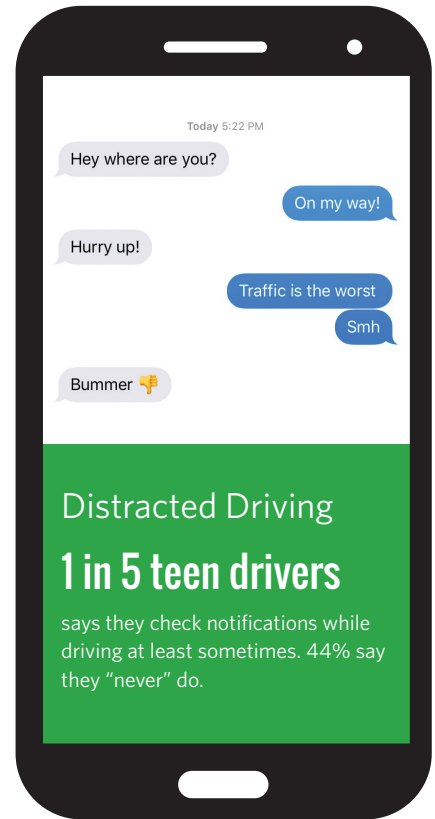 Today 5:22 PM
Hey where are you?
On my way!
Hurry up!
Traffic is the worst
Smh
Bummer 👎
Distracted Driving
1 in 5 teen drivers
says they check notifications while
driving at least sometimes. 44% say
they “never” do.